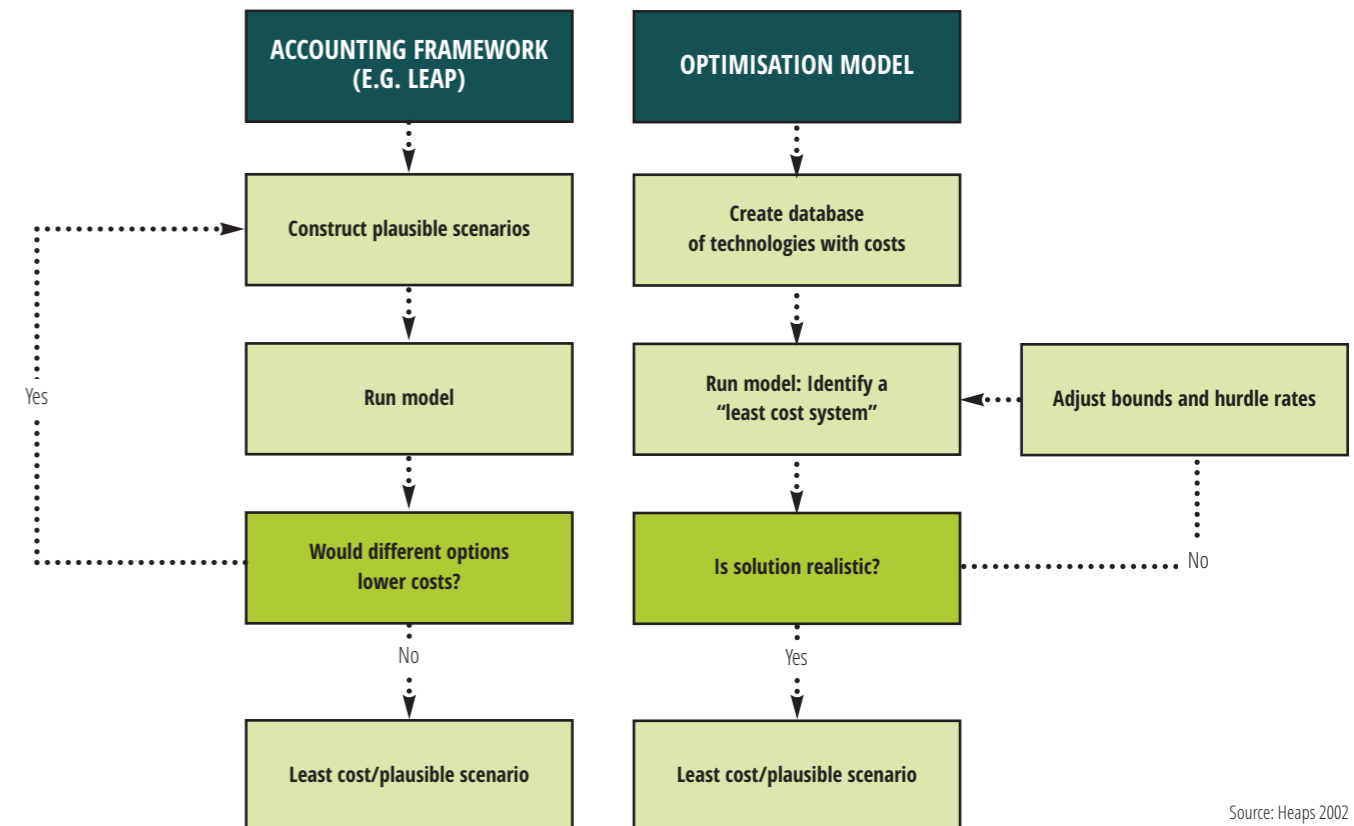 ACCOUNTING FRAMEWORK
(E.G. LEAP)
Construct plausible scenarios
Run model
Yes
Would different options
lower costs?
No
Least cost/plausible scenario
OPTIMISATION MODEL
Create database
of technologies with costs
Run model: Identify a
“least cost system”
Adjust bounds and hurdle rates
Is solution realistic?
No
Yes
Least cost/plausible scenario
Source: Heaps 2002